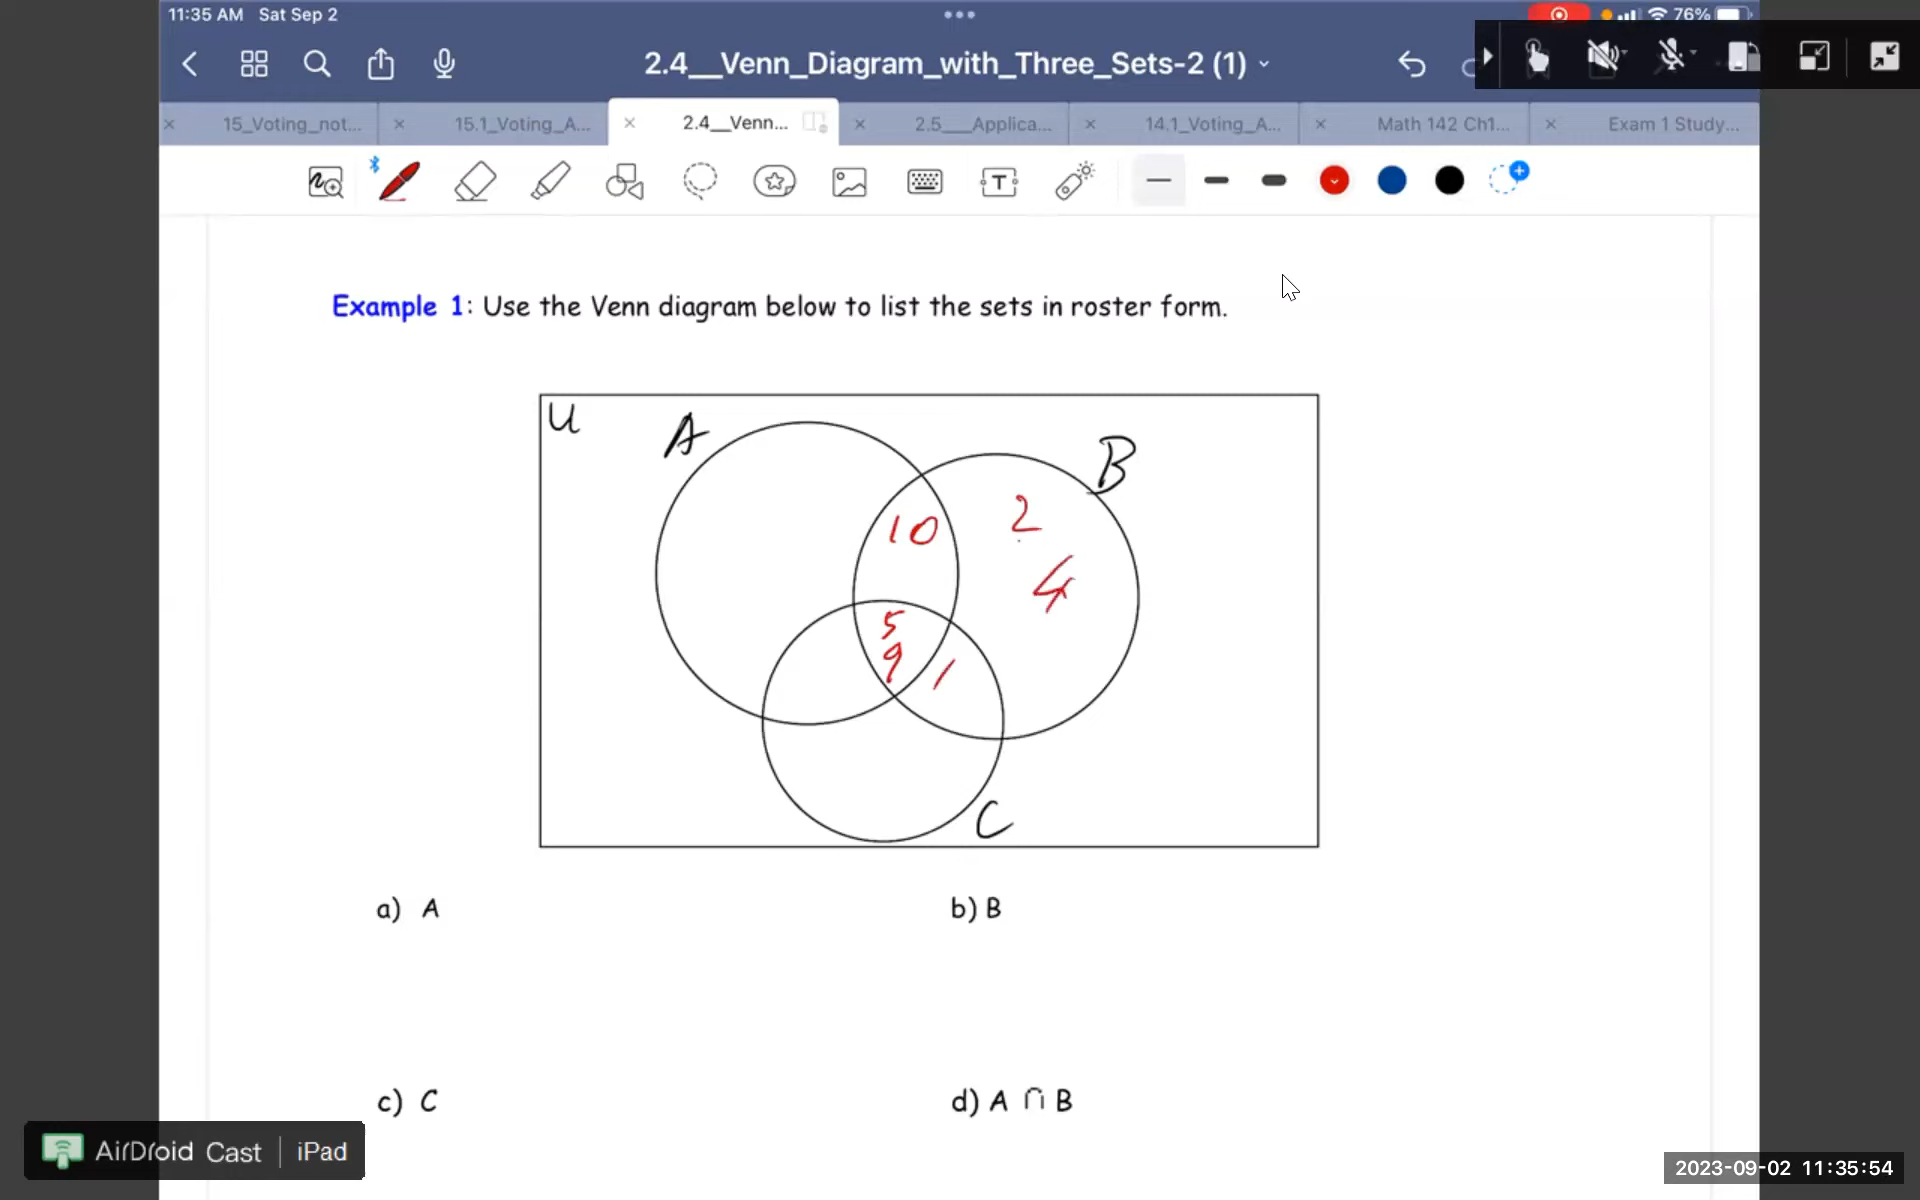 11:35 AM Sat Sep 2
76%
2.4__Venn_Diagram_with_Three_Sets-2 (1)
15_Voting_not...
15.1_Voting_A...
2.4__Venn...
2.5___Applica...
14.1_Voting_A...
Math 142 Ch1...
Exam 1 Study...
T
Example 1: Use the Venn diagram below to list the sets in roster form.
U
A
B
10
2
4
5
9
1
C
a) A
b) B
c) C
d) A ∩ B
AirDroid Cast | iPad
2023-09-02 11:35:54